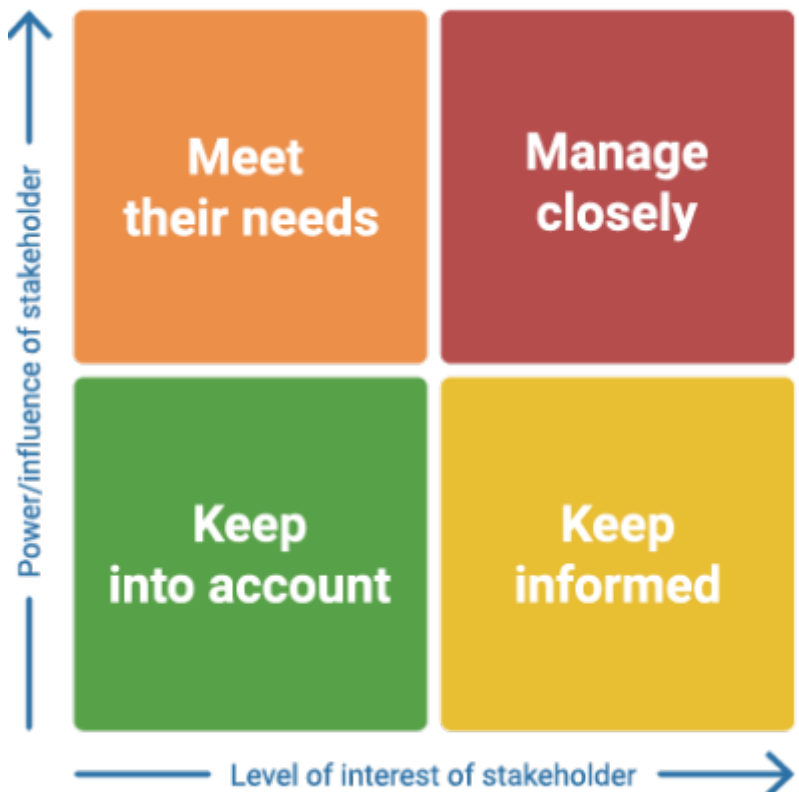 Power/influence of stakeholder
Meet
their needs
Manage
closely
Keep
into account
Keep
informed
Level of interest of stakeholder